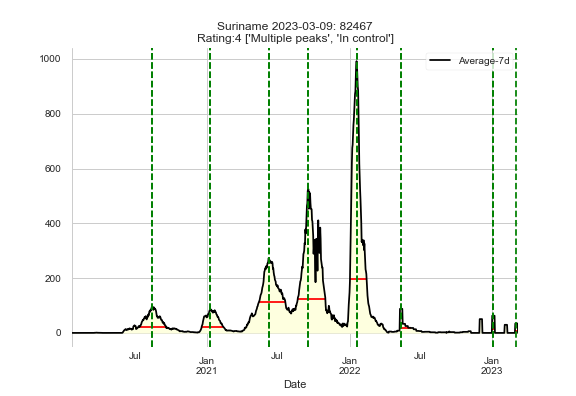 Suriname 2023-03-09: 82467
Rating:4 ['Multiple peaks', 'In control']
Average-7d
1000
800
600
400
200
0
Jul
Jan
2021
Jul
Jan
2022
Jul
Jan
2023
Date